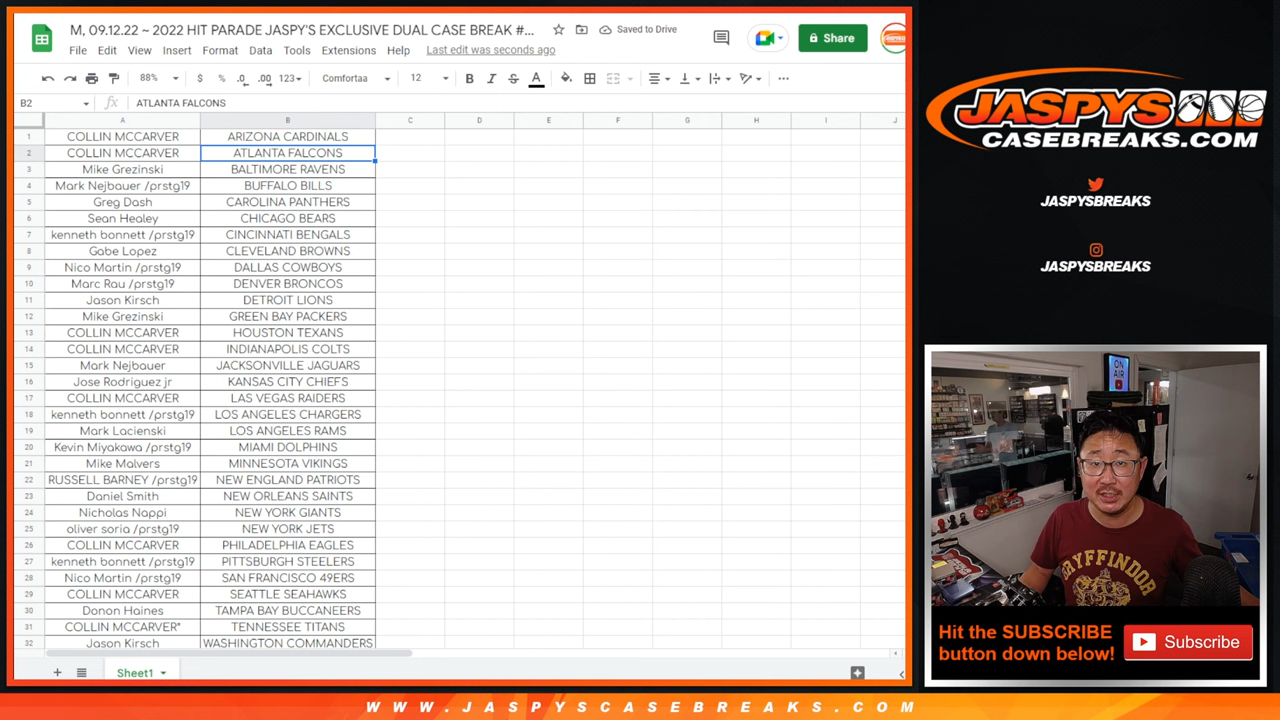 M, 09.12.22 ~ 2022 HIT PARADE JASPY'S EXCLUSIVE DUAL CASE BREAK #...
Saved to Drive
Share
File Edit View Insert Format Data Tools Extensions Help Last edit was seconds ago
88% $ % .0 .00 123 Comfortaa 12 B I S A
B2 fx ATLANTA FALCONS
A B C D E F G H I J
1 COLLIN MCCARVER ARIZONA CARDINALS
2 COLLIN MCCARVER ATLANTA FALCONS
3 Mike Grezinski BALTIMORE RAVENS
4 Mark Nejbauer /prstg19 BUFFALO BILLS
5 Greg Dash CAROLINA PANTHERS
6 Sean Healey CHICAGO BEARS
7 kenneth bonnett /prstg19 CINCINNATI BENGALS
8 Gabe Lopez CLEVELAND BROWNS
9 Nico Martin /prstg19 DALLAS COWBOYS
10 Marc Rau /prstg19 DENVER BRONCOS
11 Jason Kirsch DETROIT LIONS
12 Mike Grezinski GREEN BAY PACKERS
13 COLLIN MCCARVER HOUSTON TEXANS
14 COLLIN MCCARVER INDIANAPOLIS COLTS
15 Mark Nejbauer JACKSONVILLE JAGUARS
16 Jose Rodriguez jr KANSAS CITY CHIEFS
17 COLLIN MCCARVER LAS VEGAS RAIDERS
18 kenneth bonnett /prstg19 LOS ANGELES CHARGERS
19 Mark Lacienski LOS ANGELES RAMS
20 Kevin Miyakawa /prstg19 MIAMI DOLPHINS
21 Mike Malvers MINNESOTA VIKINGS
22 RUSSELL BARNEY /prstg19 NEW ENGLAND PATRIOTS
23 Daniel Smith NEW ORLEANS SAINTS
24 Nicholas Nappi NEW YORK GIANTS
25 oliver soria /prstg19 NEW YORK JETS
26 COLLIN MCCARVER PHILADELPHIA EAGLES
27 kenneth bonnett /prstg19 PITTSBURGH STEELERS
28 Nico Martin /prstg19 SAN FRANCISCO 49ERS
29 COLLIN MCCARVER SEATTLE SEAHAWKS
30 Donon Haines TAMPA BAY BUCCANEERS
31 COLLIN MCCARVER* TENNESSEE TITANS
32 Jason Kirsch WASHINGTON COMMANDERS
Sheet1
JASPYS
CASEBREAKS.COM
JASPYSBREAKS
JASPYSBREAKS
ON
AIR
GRYFFINDOR
Hit the SUBSCRIBE
button down below!
Subscribe
WWW.JASPYSCASEBREAKS.COM